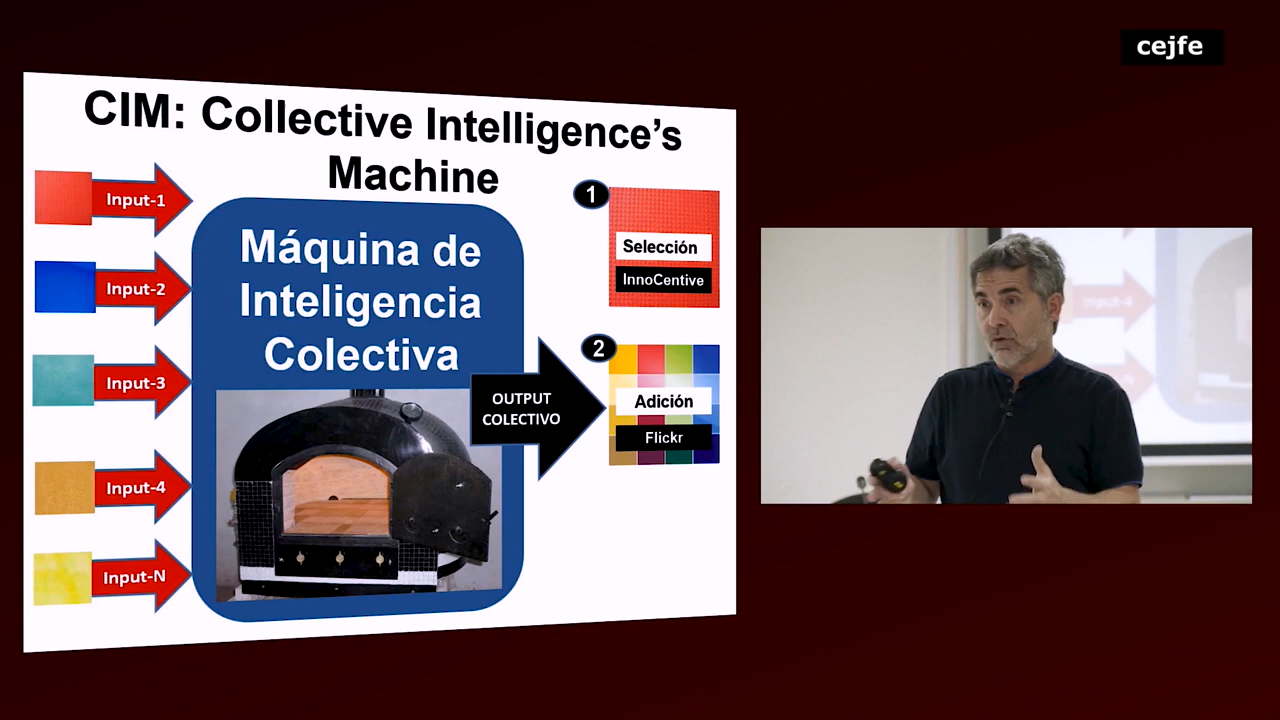 cejfe
CIM: Collective Intelligence’s
Machine
Input-1
Input-2
Input-3
Input-4
Input-N
Máquina de
Inteligencia
Colectiva
OUTPUT
COLECTIVO
1
Selección
InnoCentive
2
Adición
Flickr